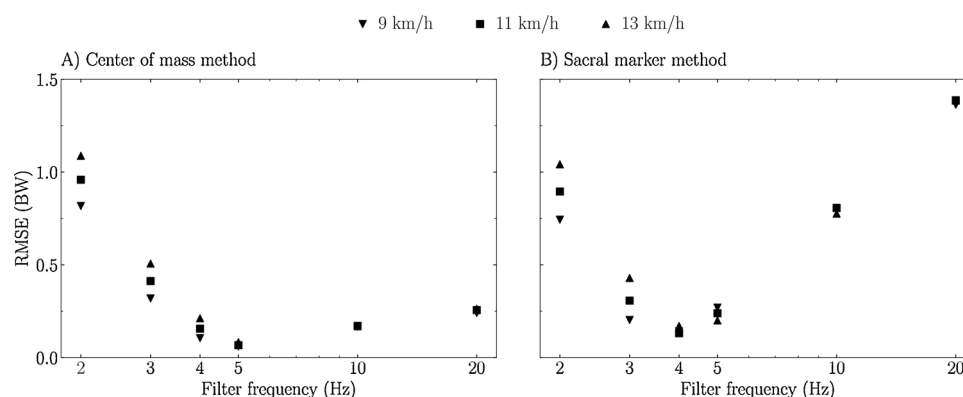 9 km/h 11 km/h 13 km/h
A) Center of mass method
B) Sacral marker method
1.5
1.0
0.5
0.0
RMSE (BW)
2 3 4 5 10 20
2 3 4 5 10 20
Filter frequency (Hz)
Filter frequency (Hz)